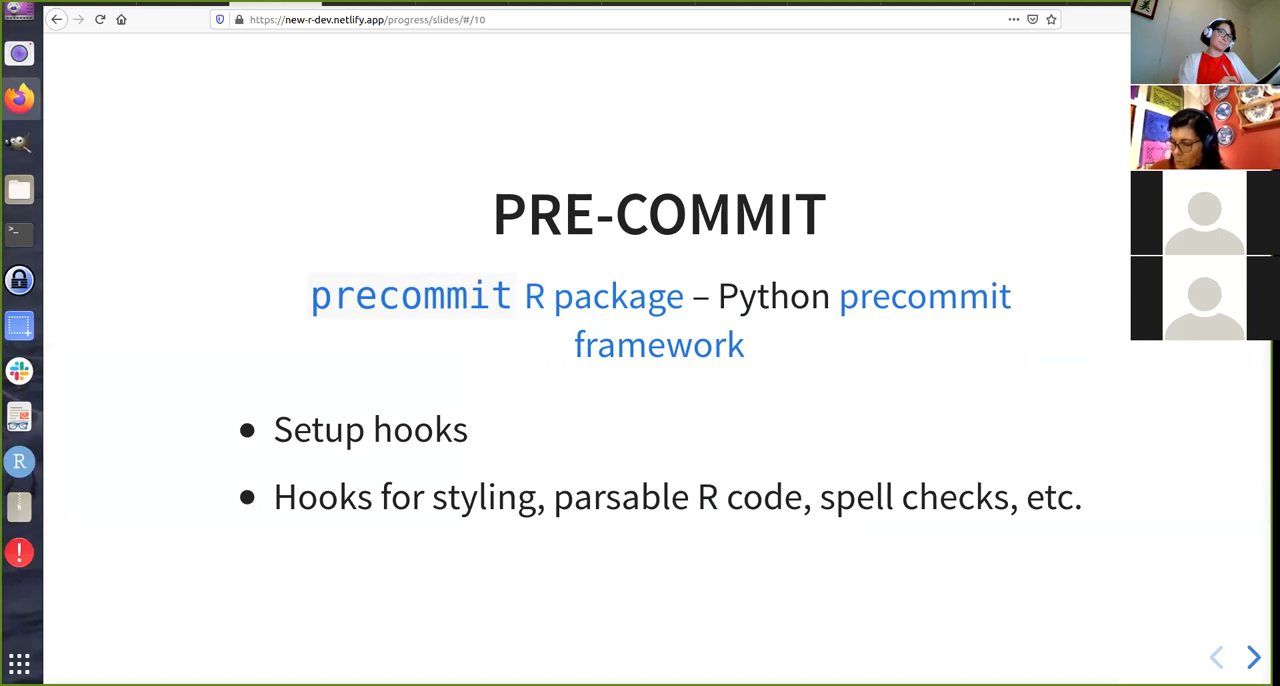 https://new-r-dev.netlify.app/progress/slides/#/10
PRE-COMMIT
precommit R package – Python precommit
framework
• Setup hooks
• Hooks for styling, parsable R code, spell checks, etc.
>_
R
!